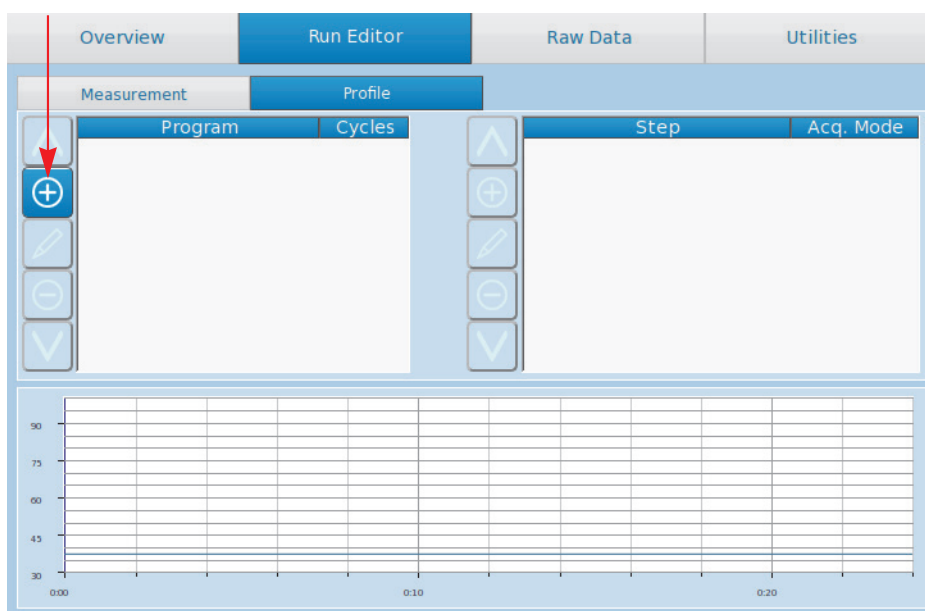 Overview Run Editor Raw Data Utilities
Measurement Profile
Program Cycles Step Acq. Mode
90
75
60
45
30
0:00 0:10 0:20